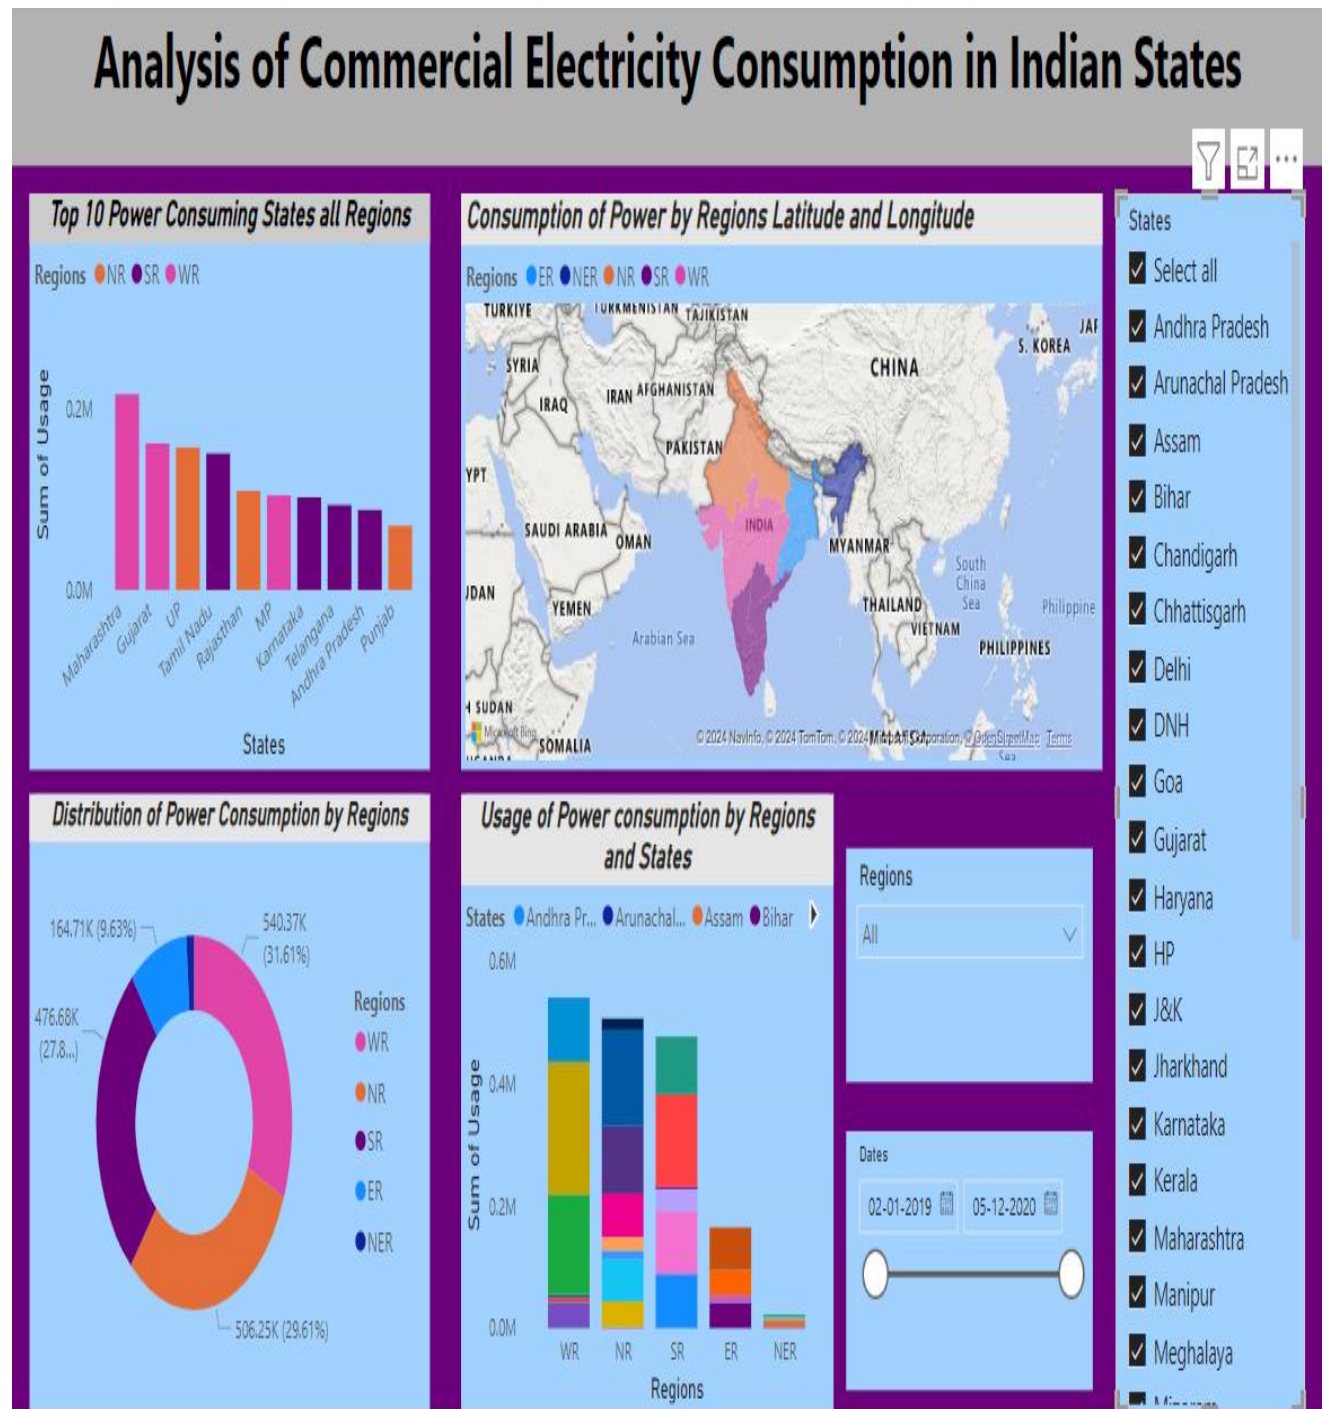 Analysis of Commercial Electricity Consumption in Indian States
Top 10 Power Consuming States all Regions
Regions NR SR WR
Sum of Usage
0.2M
0.0M
Maharashtra
Gujarat
UP
Tamil Nadu
Rajasthan
MP
Karnataka
Telangana
Andhra Pradesh
Punjab
States
Consumption of Power by Regions Latitude and Longitude
Regions ER NER NR SR WR
TÜRKIYE
TURKMENISTAN
TAJIKISTAN
JAP
S. KOREA
SYRIA
CHINA
IRAQ
IRAN
AFGHANISTAN
PAKISTAN
YPT
INDIA
SAUDI ARABIA
OMAN
MYANMAR
South
China
Sea
JDAN
YEMEN
THAILAND
Philippine
Arabian Sea
VIETNAM
PHILIPPINES
SUDAN
Microsoft Bing
SOMALIA
© 2024 NavInfo, © 2024 TomTom, © 2024 Microsoft Corporation, © OpenStreetMap Terms
Distribution of Power Consumption by Regions
164.71K (9.63%)
540.37K
(31.61%)
476.68K
(27.8...)
506.25K (29.61%)
Regions
WR
NR
SR
ER
NER
Usage of Power consumption by Regions
and States
States Andhra Pr... Arunachal... Assam Bihar
Sum of Usage
0.6M
0.4M
0.2M
0.0M
WR
NR
SR
ER
NER
Regions
Regions
All
Dates
02-01-2019
05-12-2020
States
Select all
Andhra Pradesh
Arunachal Pradesh
Assam
Bihar
Chandigarh
Chhattisgarh
Delhi
DNH
Goa
Gujarat
Haryana
HP
J&K
Jharkhand
Karnataka
Kerala
Maharashtra
Manipur
Meghalaya